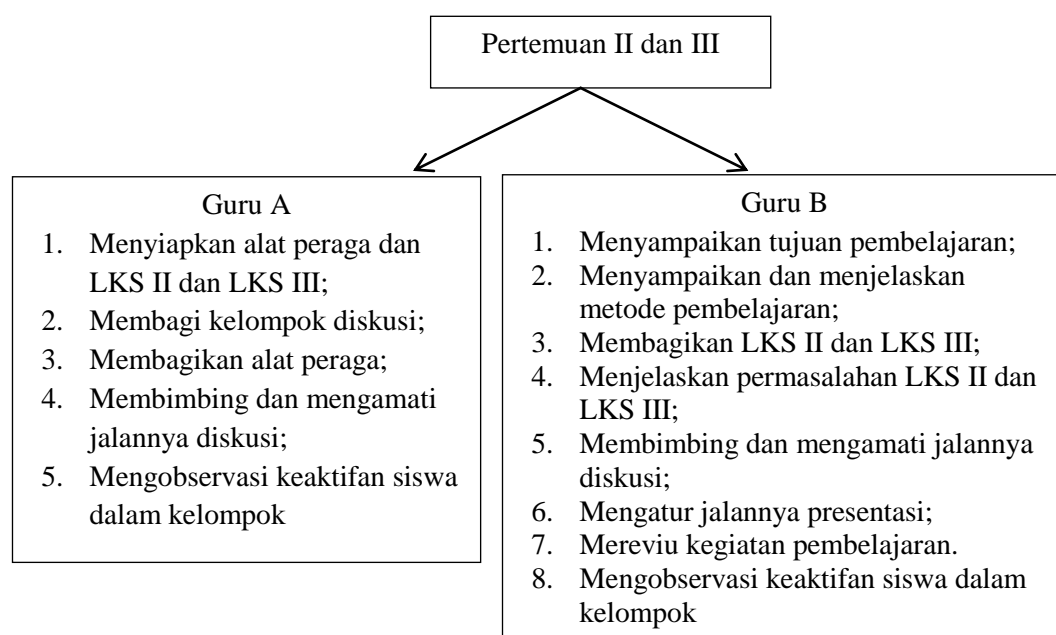 Pertemuan II dan III
Guru A
1. Menyiapkan alat peraga dan
LKS II dan LKS III;
2. Membagi kelompok diskusi;
3. Membagikan alat peraga;
4. Membimbing dan mengamati
jalannya diskusi;
5. Mengobservasi keaktifan siswa
dalam kelompok
Guru B
1. Menyampaikan tujuan pembelajaran;
2. Menyampaikan dan menjelaskan
metode pembelajaran;
3. Membagikan LKS II dan LKS III;
4. Menjelaskan permasalahan LKS II dan
LKS III;
5. Membimbing dan mengamati jalannya
diskusi;
6. Mengatur jalannya presentasi;
7. Mereviu kegiatan pembelajaran.
8. Mengobservasi keaktifan siswa dalam
kelompok